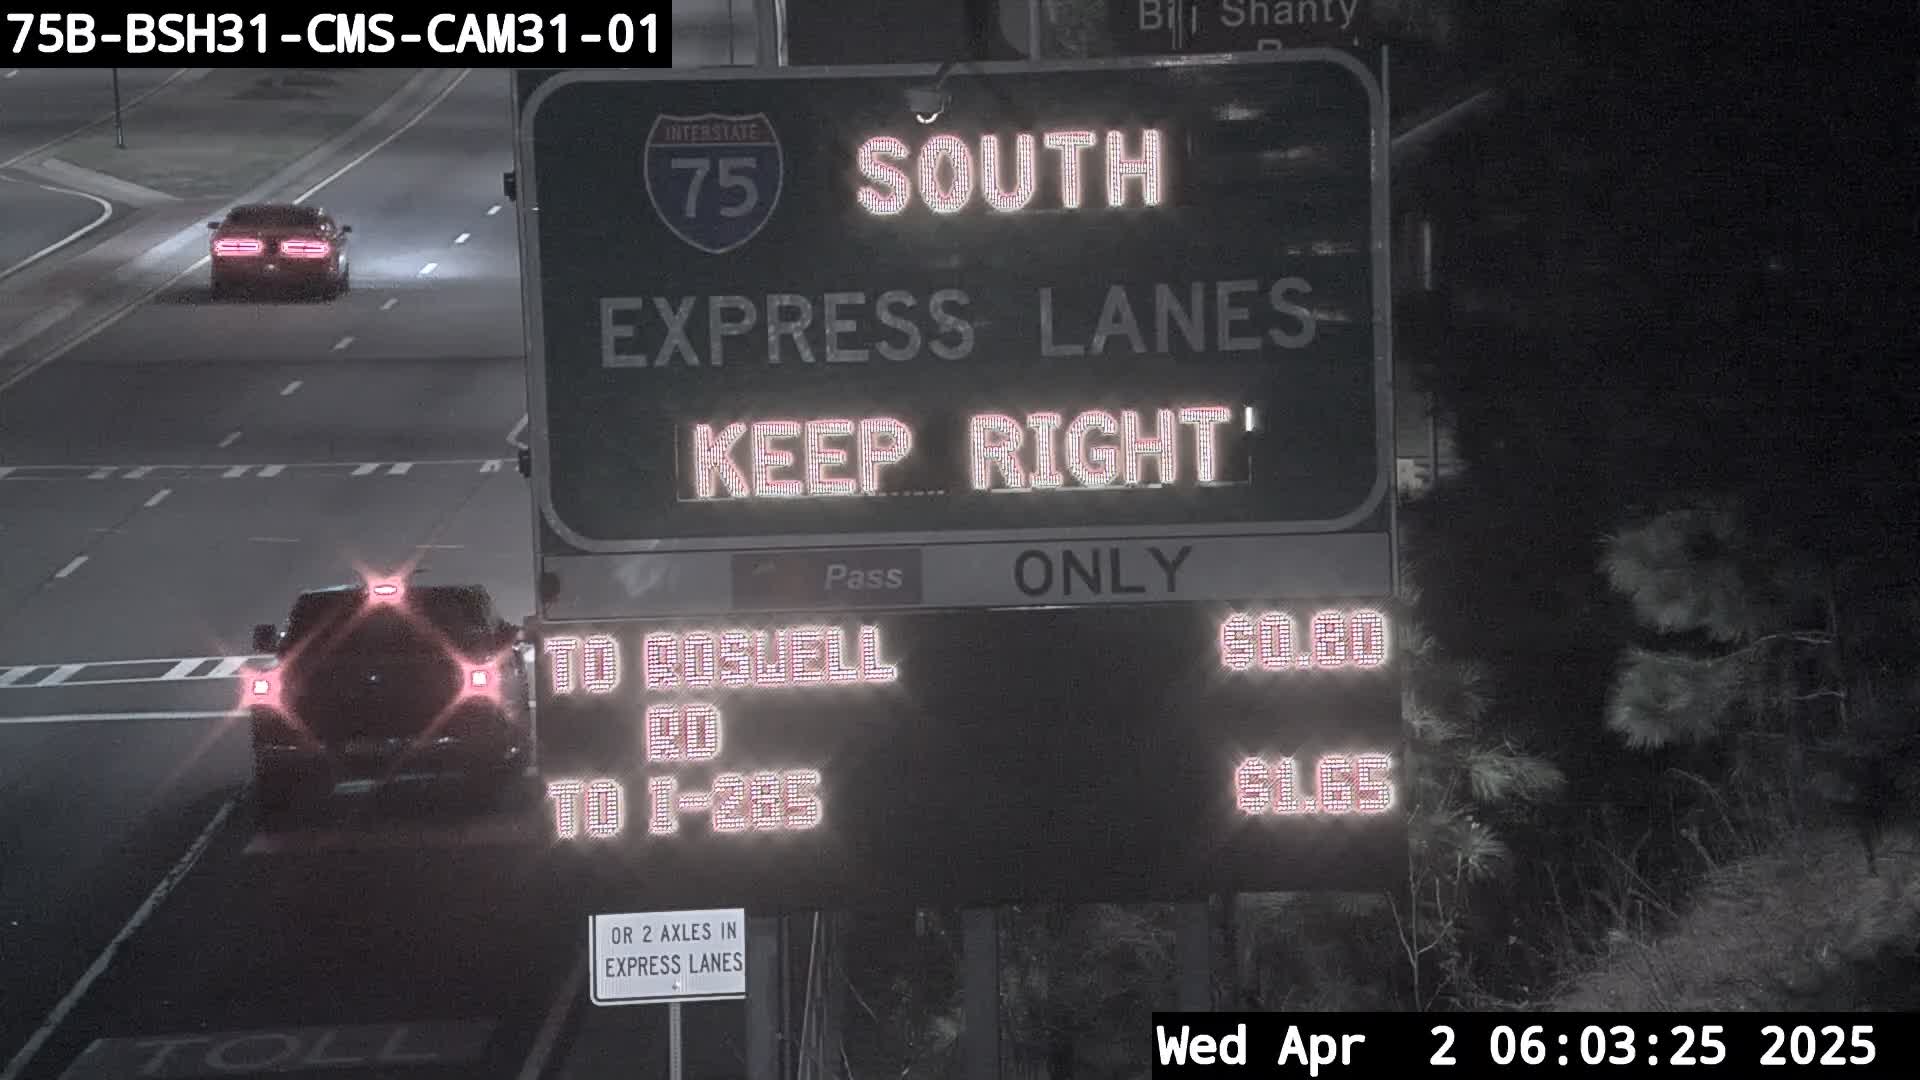 75B-BSH31-CMS-CAM31-01
Shanty
INTERSTATE
75
SOUTH
EXPRESS LANES
KEEP RIGHT
Pass ONLY
TO ROSWELL $0.80
RD
TO I-285 $1.65
OR 2 AXLES IN
EXPRESS LANES
TOLL
Wed Apr 2 06:03:25 2025